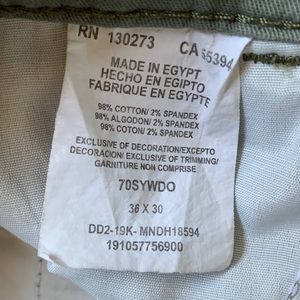 RN 130273 CA 55394
MADE IN EGYPT
HECHO EN EGIPTO
FABRIQUE EN EGYPTE
98% COTTON/ 2% SPANDEX
98% ALGODON/ 2% SPANDEX
98% COTTON/ 2% SPANDEX
EXCLUSIVE OF DECORATION/EXCEPTO
DECORACION/ EXCLUSIVE OF TRIMMING/
GARNITURE NON COMPRISE
70SYWDO
36 X 30
DD2-19K- MNDH18594
191057756900